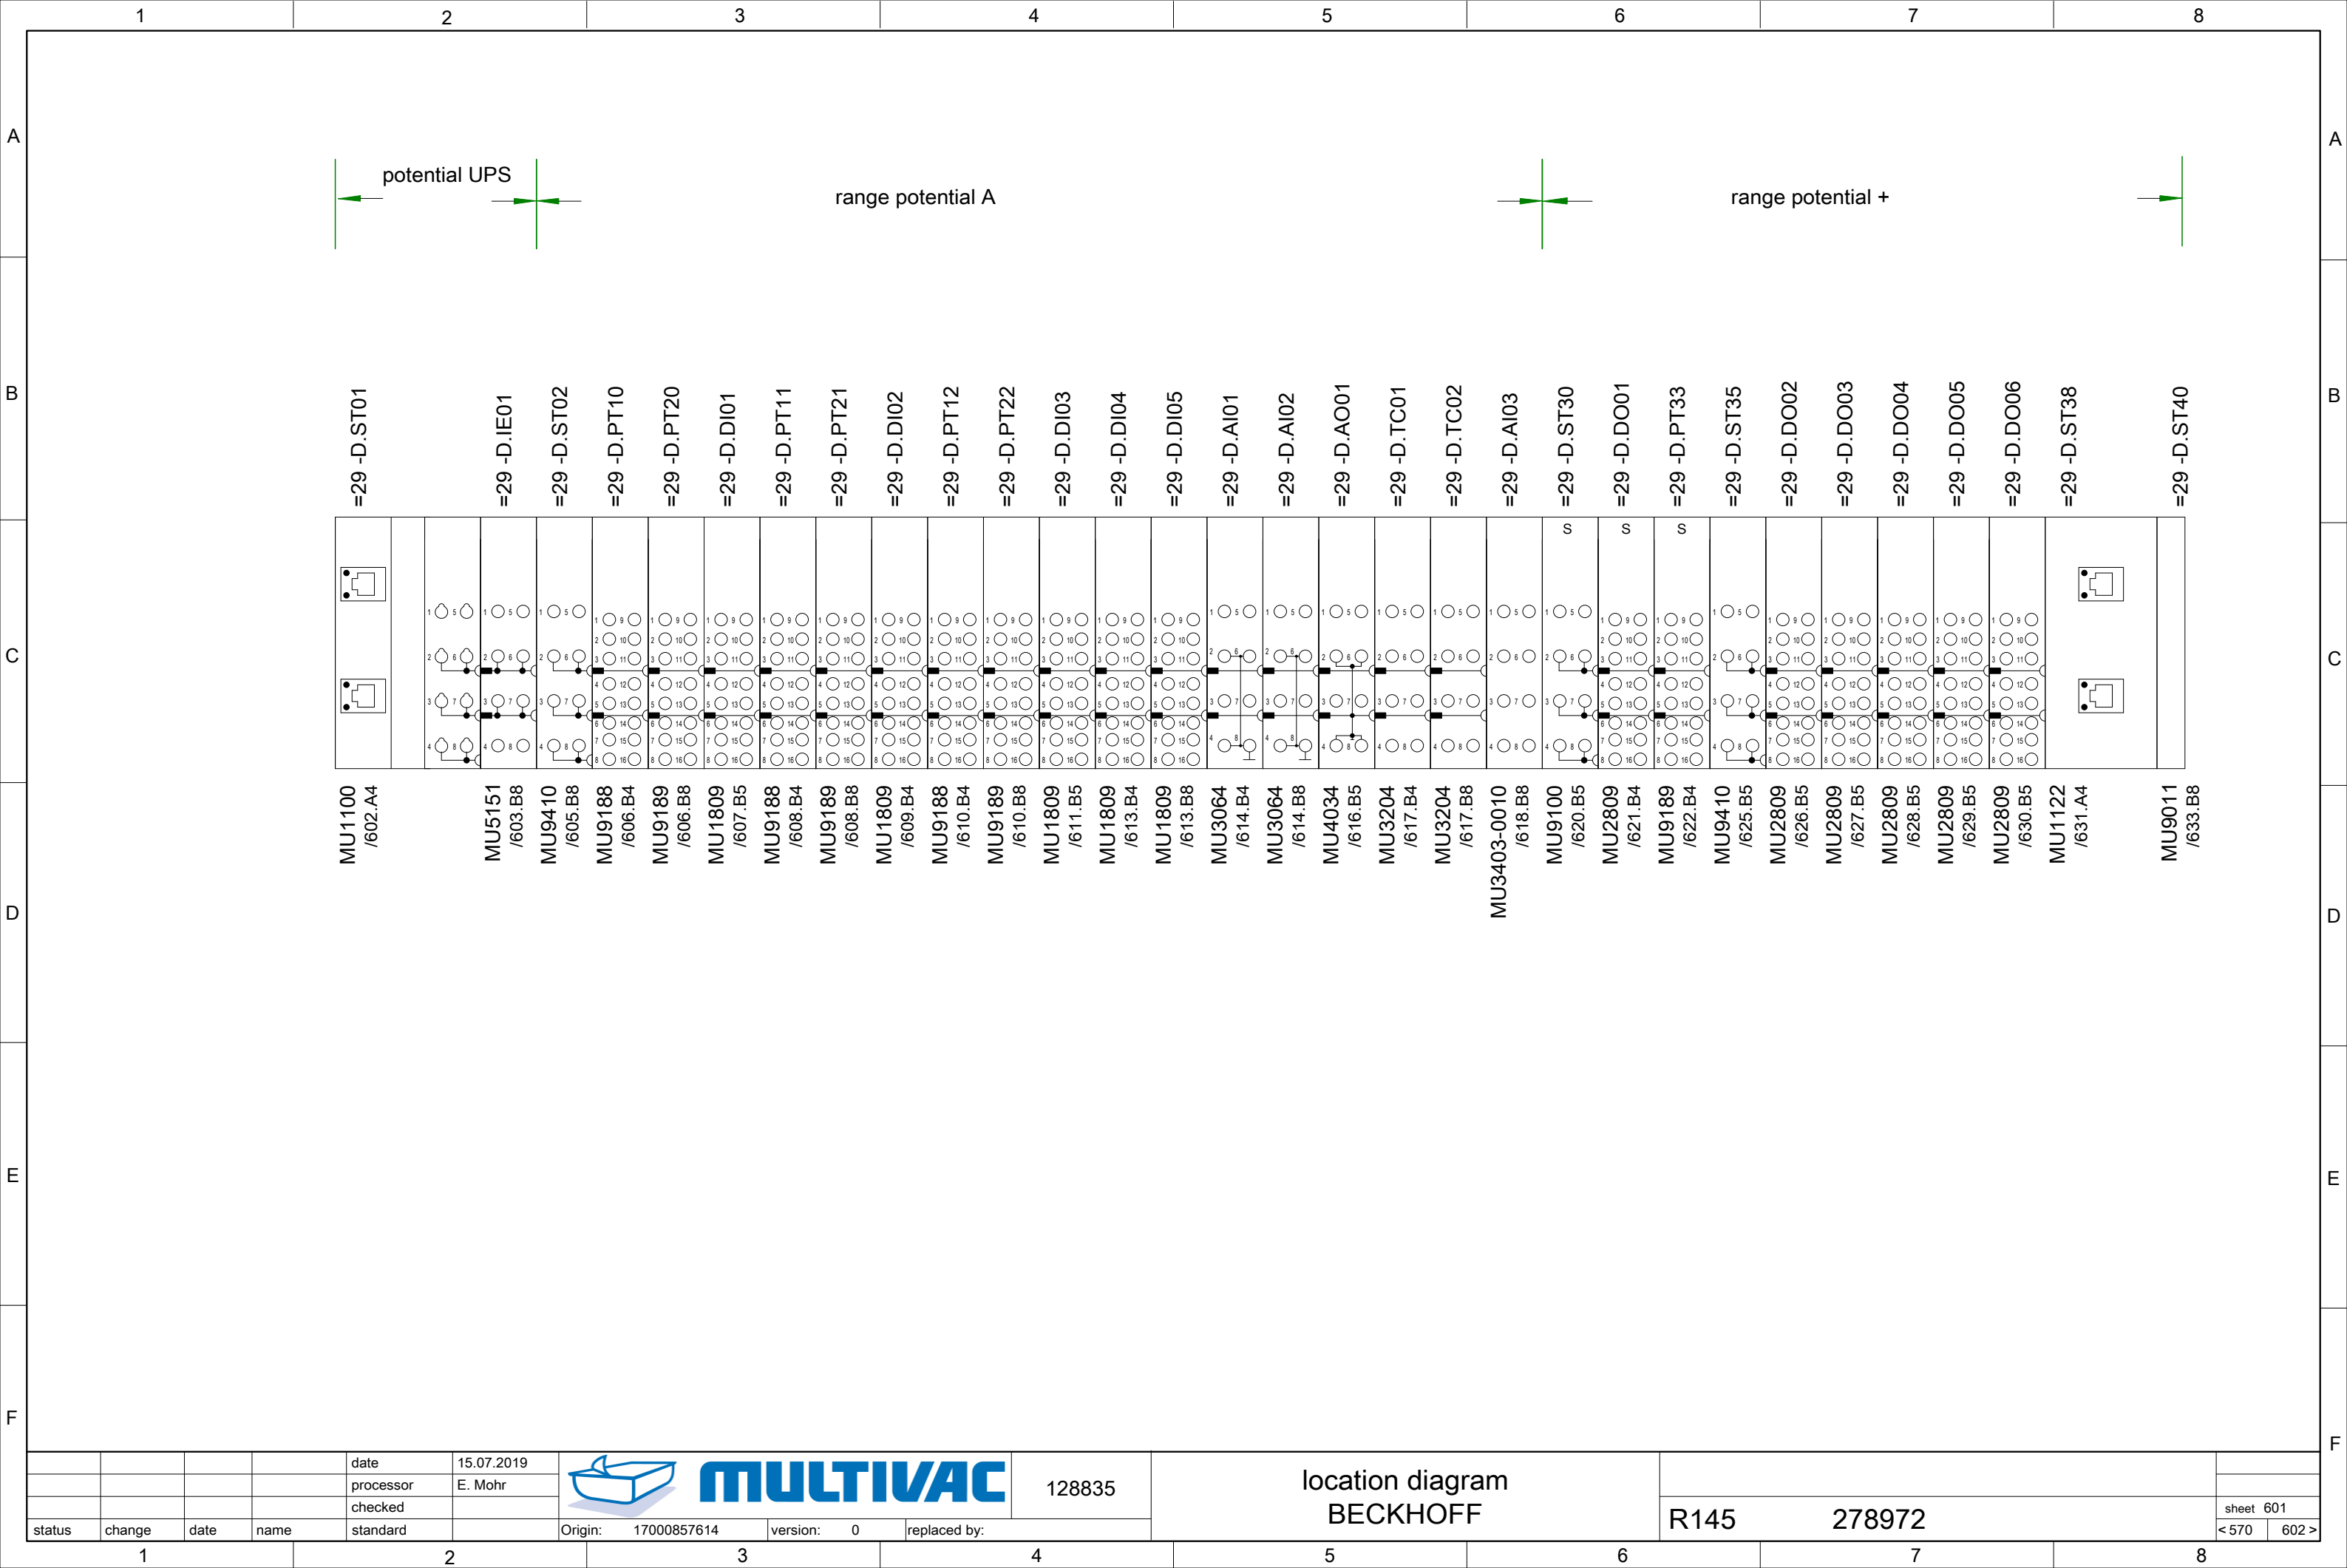 1 2 3 4 5 6 7 8
A A
potential UPS
range potential A
range potential +
B B
=29 -D.ST01
=29 -D.IE01
=29 -D.ST02
=29 -D.PT10
=29 -D.PT20
=29 -D.DI01
=29 -D.PT11
=29 -D.PT21
=29 -D.DI02
=29 -D.PT12
=29 -D.PT22
=29 -D.DI03
=29 -D.DI04
=29 -D.DI05
=29 -D.AI01
=29 -D.AI02
=29 -D.AO01
=29 -D.TC01
=29 -D.TC02
=29 -D.AI03
=29 -D.ST30
=29 -D.DO01
=29 -D.PT33
=29 -D.ST35
=29 -D.DO02
=29 -D.DO03
=29 -D.DO04
=29 -D.DO05
=29 -D.DO06
=29 -D.ST38
=29 -D.ST40
S S S
C C
MU1100
/602.A4
MU5151
/603.B8
MU9410
/605.B8
MU9188
/606.B4
MU9189
/606.B8
MU1809
/607.B5
MU9188
/608.B4
MU9189
/608.B8
MU1809
/609.B4
MU9188
/610.B4
MU9189
/610.B8
MU1809
/611.B5
MU1809
/613.B4
MU1809
/613.B8
MU3064
/614.B4
MU3064
/614.B8
MU4034
/616.B5
MU3204
/617.B4
MU3204
/617.B8
MU3403-0010
/618.B8
MU9100
/620.B5
MU2809
/621.B4
MU9189
/622.B4
MU9410
/625.B5
MU2809
/626.B5
MU2809
/627.B5
MU2809
/628.B5
MU2809
/629.B5
MU2809
/630.B5
MU1122
/631.A4
MU9011
/633.B8
D D
E E
F F
date 15.07.2019
processor E. Mohr
checked
status change date name standard
MULTIVAC
128835
Origin: 17000857614 version: 0 replaced by:
location diagram
BECKHOFF
R145 278972
sheet 601
< 570 602 >
1 2 3 4 5 6 7 8